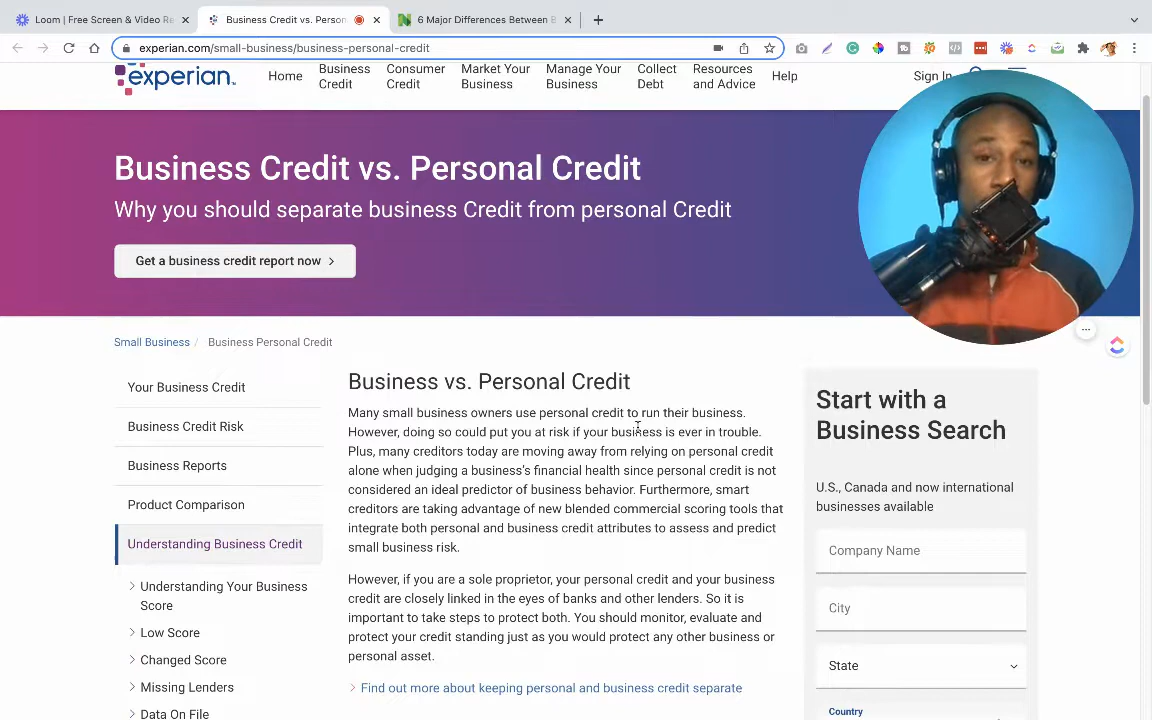 Loom | Free Screen & Video Re
Business Credit vs. Person
6 Major Differences Between B
experian.com/small-business/business-personal-credit
experian.
Home
Business Credit
Consumer Credit
Market Your Business
Manage Your Business
Collect Debt
Resources and Advice
Help
Sign In
Business Credit vs. Personal Credit
Why you should separate business Credit from personal Credit
Get a business credit report now
Small Business / Business Personal Credit
Your Business Credit
Business Credit Risk
Business Reports
Product Comparison
Understanding Business Credit
Understanding Your Business
Score
Low Score
Changed Score
Missing Lenders
Data On File
Business vs. Personal Credit
Many small business owners use personal credit to run their business.
However, doing so could put you at risk if your business is ever in trouble.
Plus, many creditors today are moving away from relying on personal credit
alone when judging a business's financial health since personal credit is not
considered an ideal predictor of business behavior. Furthermore, smart
creditors are taking advantage of new blended commercial scoring tools that
integrate both personal and business credit attributes to assess and predict
small business risk.
However, if you are a sole proprietor, your personal credit and your business
credit are closely linked in the eyes of banks and other lenders. So it is
important to take steps to protect both. You should monitor, evaluate and
protect your credit standing just as you would protect any other business or
personal asset.
Find out more about keeping personal and business credit separate
Start with a
Business Search
U.S., Canada and now international
businesses available
Company Name
City
State
Country